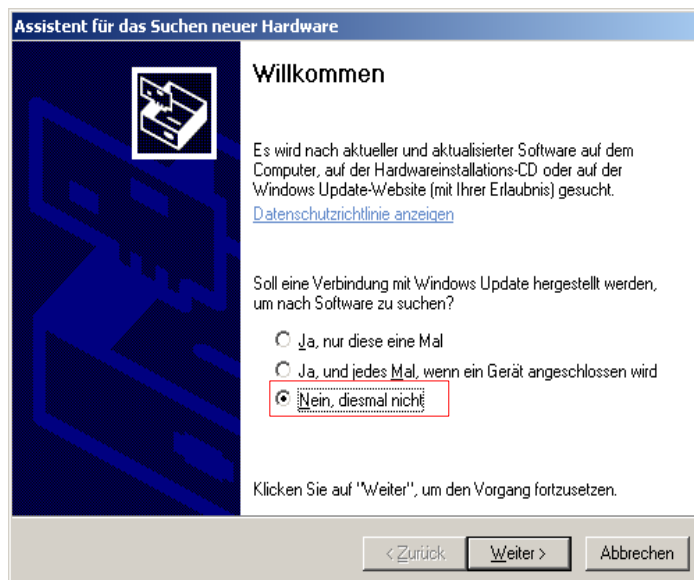 Assistent für das Suchen neuer Hardware
Willkommen
Es wird nach aktueller und aktualisierter Software auf dem
Computer, auf der Hardwareinstallations-CD oder auf der
Windows Update-Website (mit Ihrer Erlaubnis) gesucht.
Datenschutzrichtlinie anzeigen
Soll eine Verbindung mit Windows Update hergestellt werden,
um nach Software zu suchen?
Ja, nur diese eine Mal
Ja, und jedes Mal, wenn ein Gerät angeschlossen wird
Nein, diesmal nicht
Klicken Sie auf "Weiter", um den Vorgang fortzusetzen.
< Zurück Weiter > Abbrechen